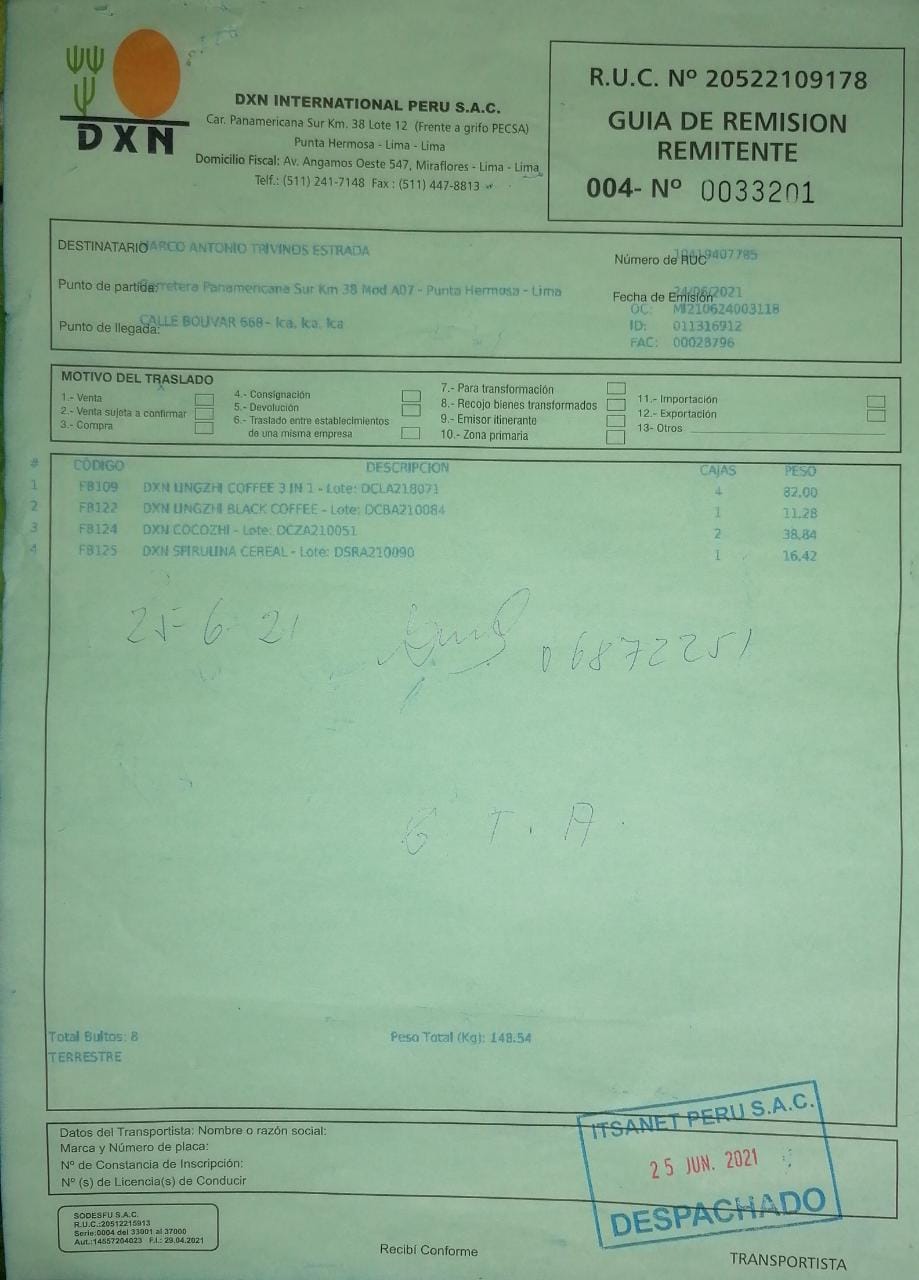 DXN
DXN INTERNATIONAL PERU S.A.C.
Car. Panamericana Sur Km. 38 Lote 12 (Frente a grifo PECSA)
Punta Hermosa - Lima - Lima
Domicilio Fiscal: Av. Angamos Oeste 547, Miraflores - Lima - Lima
Telf.: (511) 241-7148 Fax : (511) 447-8813
R.U.C. Nº 20522109178
GUIA DE REMISION
REMITENTE
004- Nº 0033201
DESTINATARIO MARCO ANTONIO TRIVINOS ESTRADA
Punto de partida: Carretera Panamericana Sur Km 38 Mod A07 - Punta Hermosa - Lima
Punto de llegada: CALLE BOLIVAR 668 - Ica, Ica, Ica
Número de RUC
Fecha de Emisión 24/06/2021
OC: MI210624003118
ID: 011316912
FAC: 00028796
MOTIVO DEL TRASLADO
X
1.- Venta
2.- Venta sujeta a confirmar
3.- Compra
4.- Consignación
5.- Devolución
6.- Traslado entre establecimientos
de una misma empresa
7.- Para transformación
8.- Recojo bienes transformados
9.- Emisor itinerante
10.- Zona primaria
11.- Importación
12.- Exportación
13- Otros
# CÓDIGO DESCRIPCION CAJAS PESO
1 FB109 DXN LINGZHI COFFEE 3 IN 1 - Lote: DCLA218071 4 82,00
2 FB122 DXN LINGZHI BLACK COFFEE - Lote: DCBA210084 1 11,28
3 FB124 DXN COCOZHI - Lote: DCZA210051 2 38,84
4 FB125 DXN SPIRULINA CEREAL - Lote: DSRA210090 1 16,42
25-6-21 06872251
T. A.
Total Bultos: 8 Peso Total (Kg): 148.54
TERRESTRE
Datos del Transportista: Nombre o razón social:
Marca y Número de placa:
Nº de Constancia de Inscripción:
Nº (s) de Licencia(s) de Conducir
ITSANET PERU S.A.C.
25 JUN. 2021
DESPACHADO
SODESFU S.A.C.
R.U.C.:20512215913
Serie:0004 del 33001 al 37000
Aut.:14557204023 F.I.: 29.04.2021
Recibí Conforme
TRANSPORTISTA